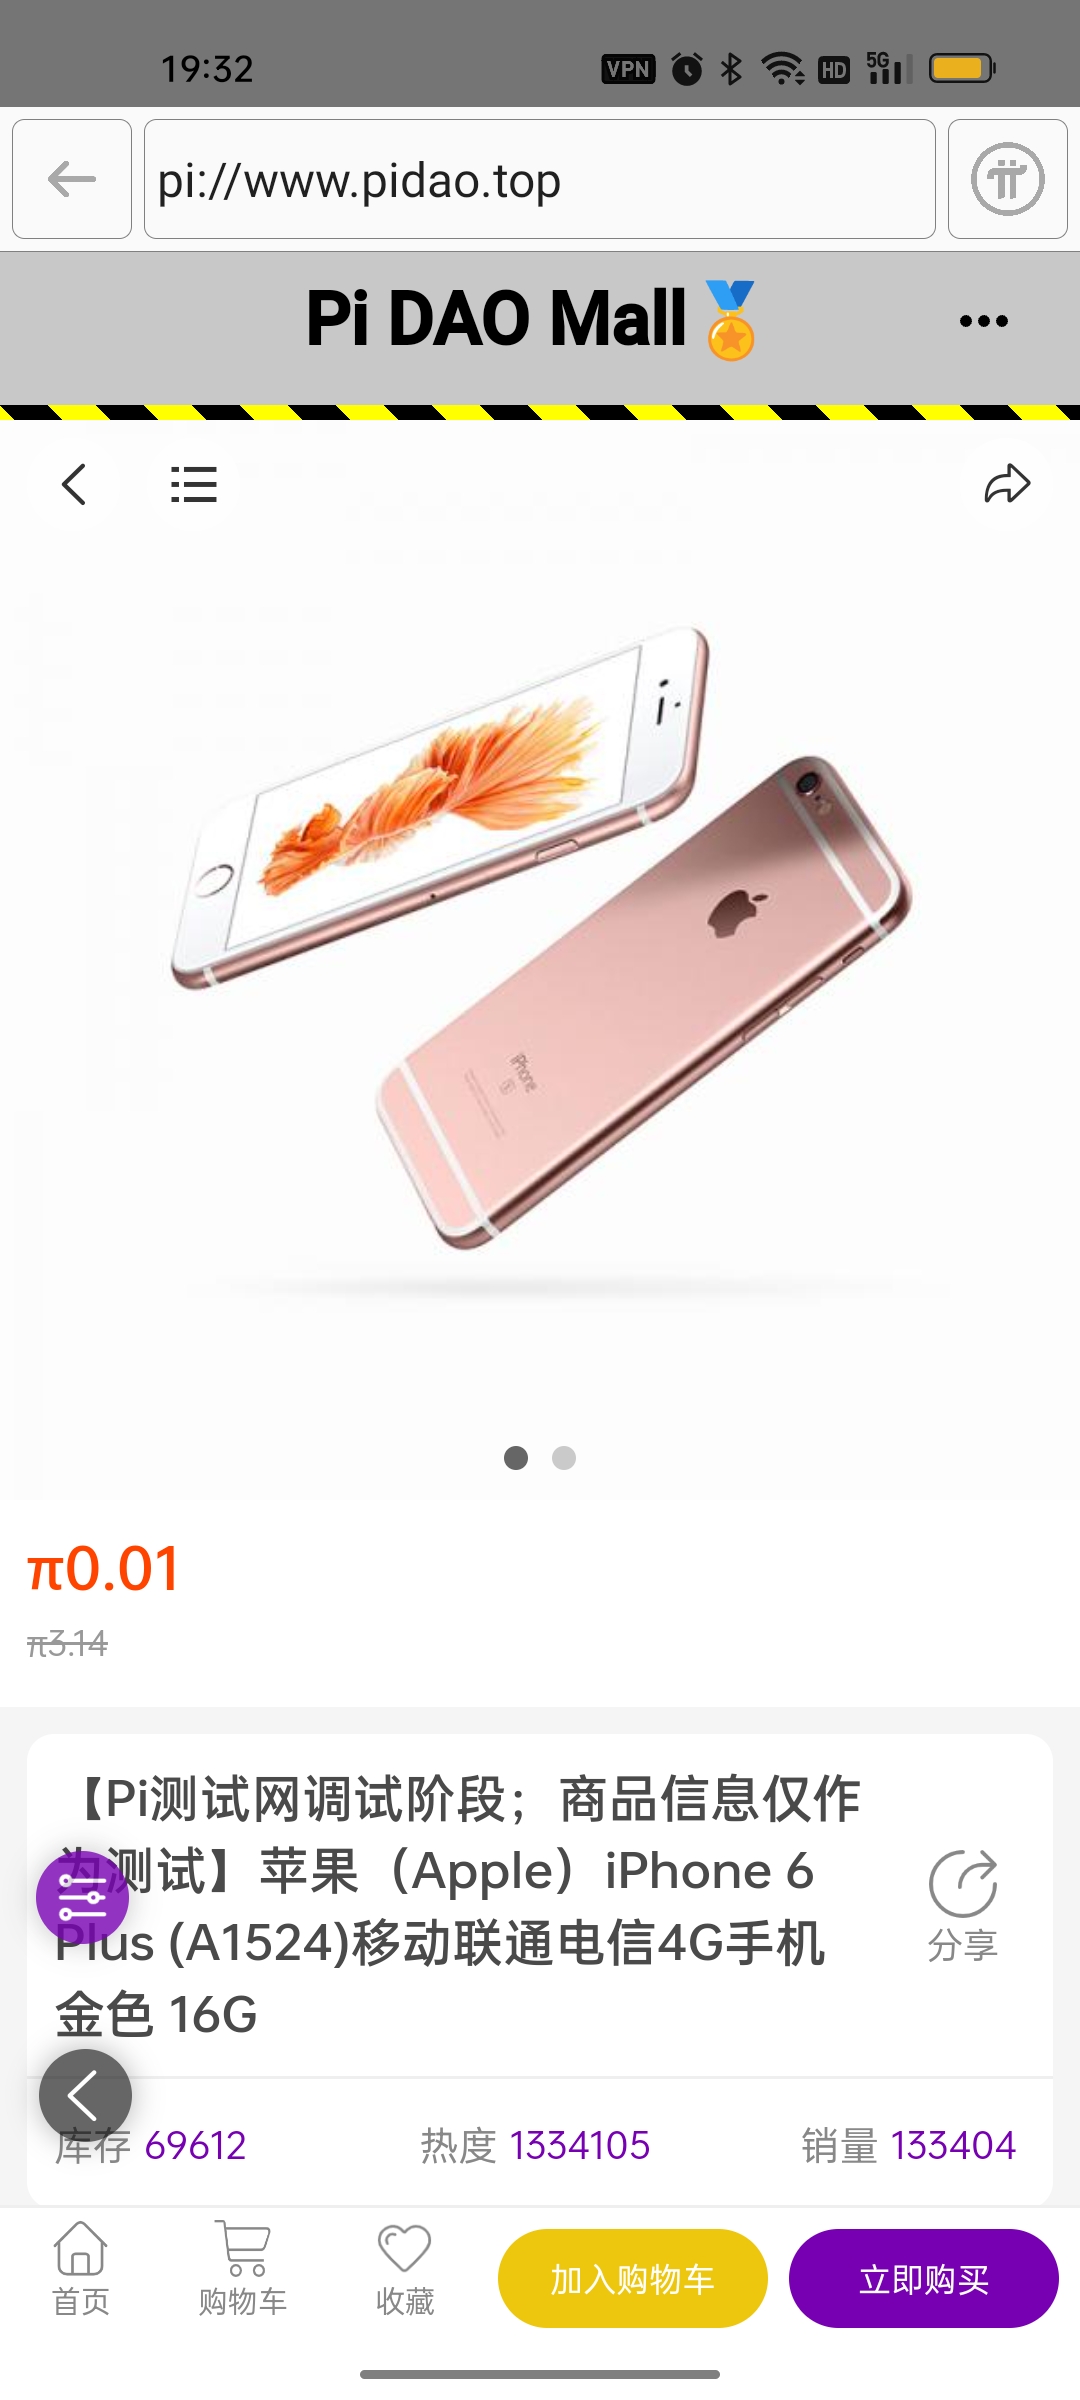 19:32
VPN
HD
5G
pi://www.pidao.top
Pi DAO Mall
iPhone
S
π0.01
π3.14
【Pi测试网调试阶段；商品信息仅作
为测试】苹果（Apple）iPhone 6
Plus (A1524)移动联通电信4G手机
金色 16G
分享
库存 69612
热度 1334105
销量 133404
首页
购物车
收藏
加入购物车
立即购买